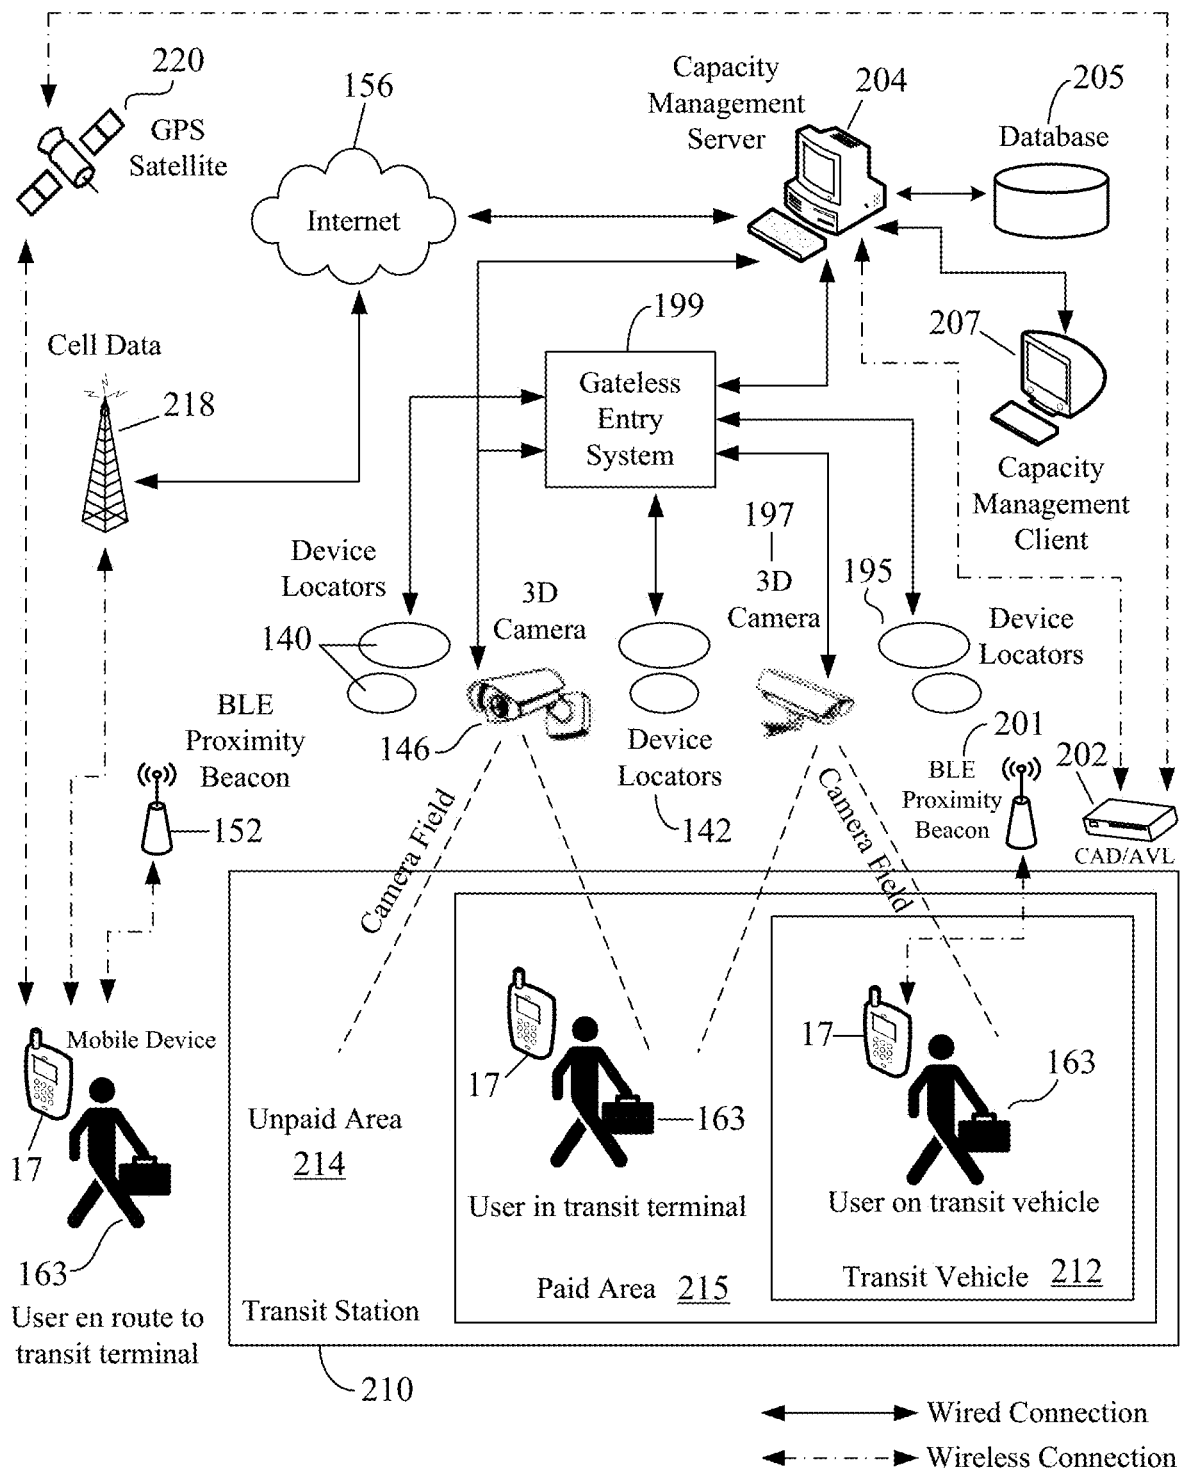 220
GPS
Satellite
156
Internet
Capacity
Management
Server
204
205
Database
199
207
Cell Data
218
Gateless
Entry
System
Capacity
Management
Client
197
3D
Camera
195
Device
Locators
Device
Locators
140
3D
Camera
146
Device
Locators
142
BLE
Proximity
Beacon
152
201
BLE
Proximity
Beacon
202
CAD/AVL
Camera Field
Camera Field
Mobile Device
17
163
User en route to
transit terminal
Unpaid Area
214
17
163
User in transit terminal
17
163
User on transit vehicle
Transit Vehicle 212
Paid Area 215
Transit Station
210
Wired Connection
Wireless Connection